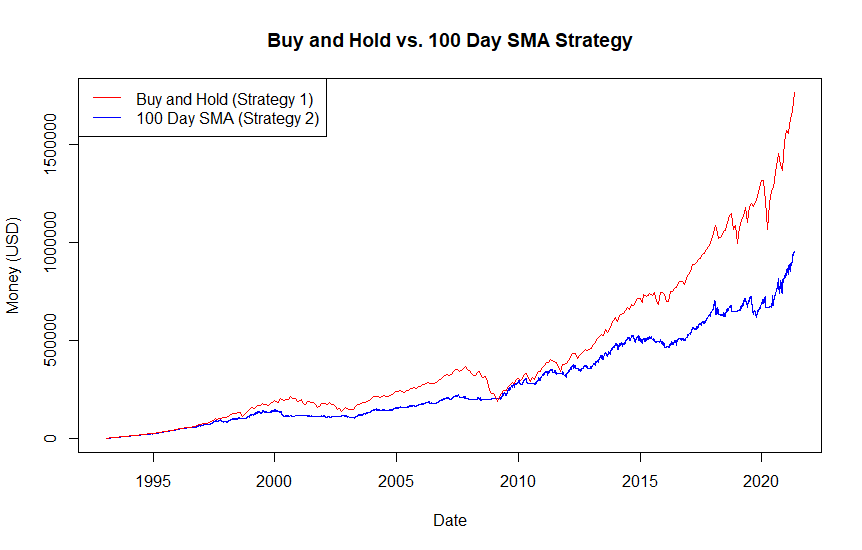 Buy and Hold vs. 100 Day SMA Strategy
Buy and Hold (Strategy 1)
100 Day SMA (Strategy 2)
Money (USD)
1500000
1000000
500000
0
1995
2000
2005
2010
2015
2020
Date